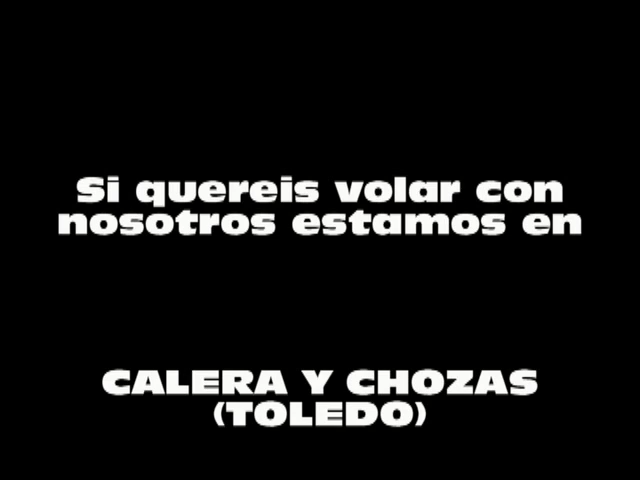 Si quereis volar con
nosotros estamos en
CALERA Y CHOZAS
(TOLEDO)